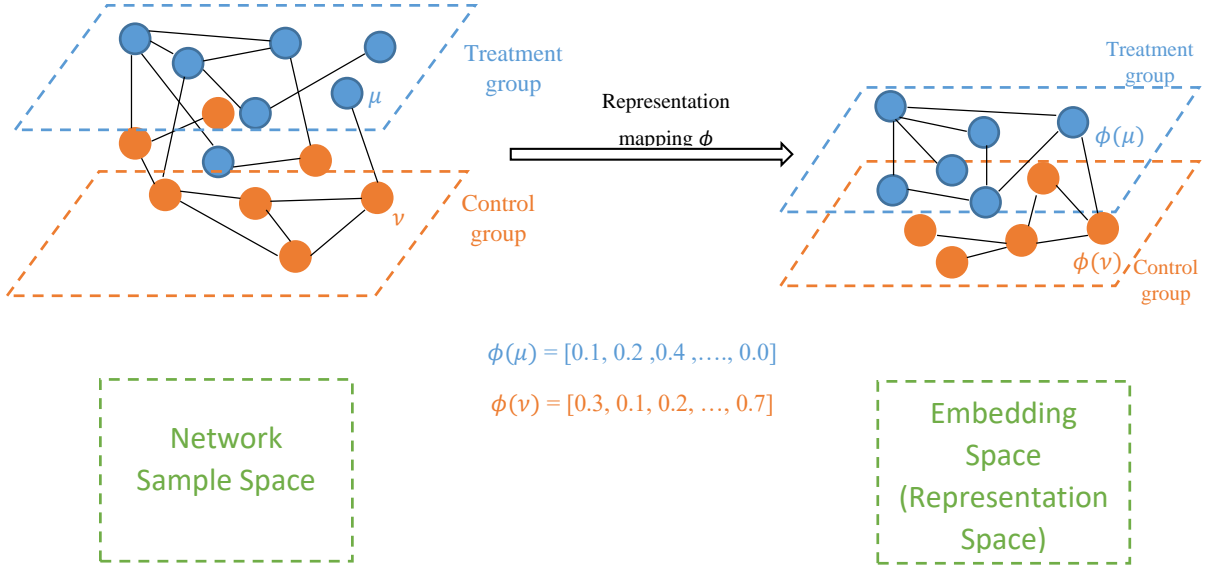 Treatment
group
μ
Control
group
ν
Representation
mapping ϕ
Treatment
group
ϕ(μ)
ϕ(ν)
Control
group
ϕ(μ) = [0.1, 0.2 ,0.4 ,…., 0.0]
ϕ(ν) = [0.3, 0.1, 0.2, …, 0.7]
Network
Sample Space
Embedding
Space
(Representation
Space)